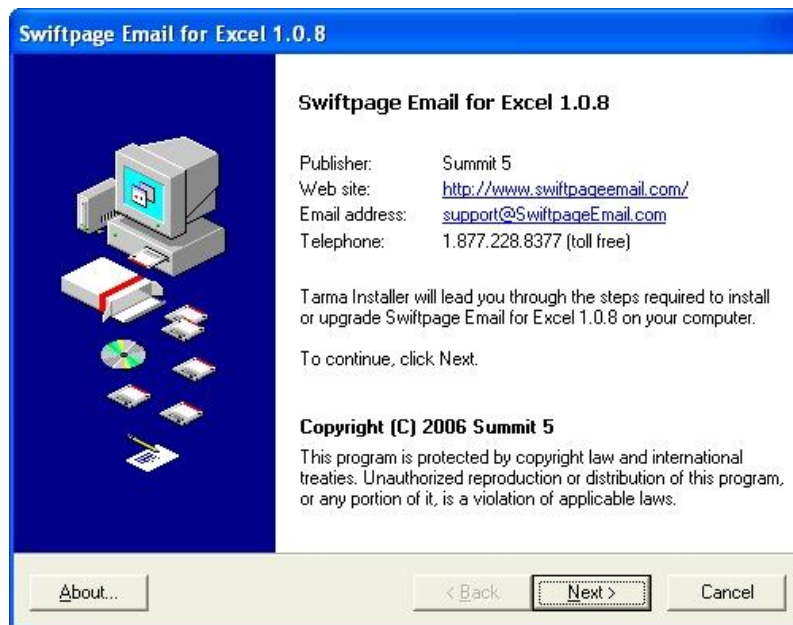 Swiftpage Email for Excel 1.0.8
Swiftpage Email for Excel 1.0.8
Publisher: Summit 5
Web site: http://www.swiftpageemail.com/
Email address: support@SwiftpageEmail.com
Telephone: 1.877.228.8377 (toll free)
Tarma Installer will lead you through the steps required to install
or upgrade Swiftpage Email for Excel 1.0.8 on your computer.
To continue, click Next.
Copyright (C) 2006 Summit 5
This program is protected by copyright law and international
treaties. Unauthorized reproduction or distribution of this program,
or any portion of it, is a violation of applicable laws.
About... < Back Next > Cancel